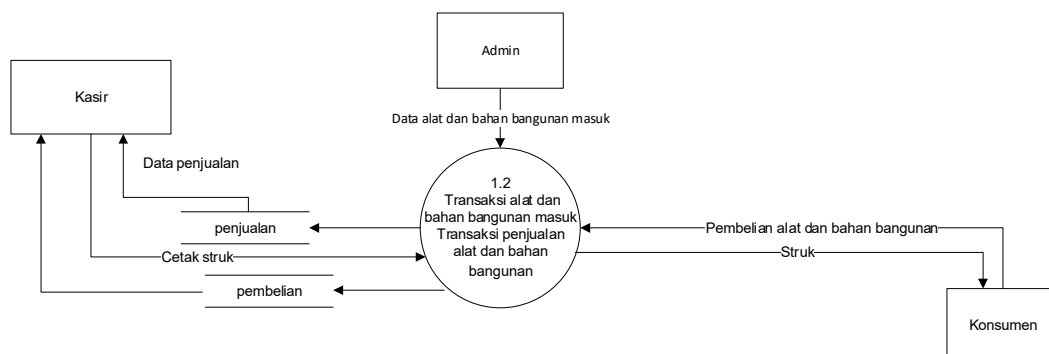 Admin
Kasir
Data alat dan bahan bangunan masuk
Data penjualan
1.2
Transaksi alat dan
bahan bangunan masuk
Transaksi penjualan
alat dan bahan
bangunan
penjualan
Pembelian alat dan bahan bangunan
Cetak struk
Struk
pembelian
Konsumen